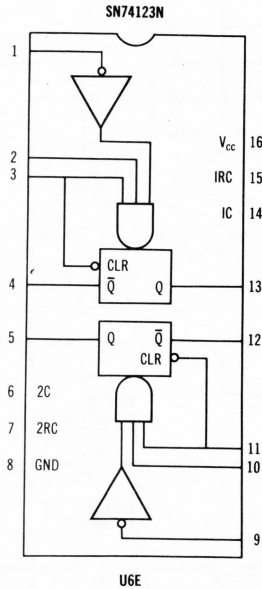 SN74123N
1
2
3
4
5
6 2C
7 2RC
8 GND
V_CC 16
IRC 15
IC 14
CLR
Q̅ Q
13
Q Q̅
12
CLR
11
10
9
U6E